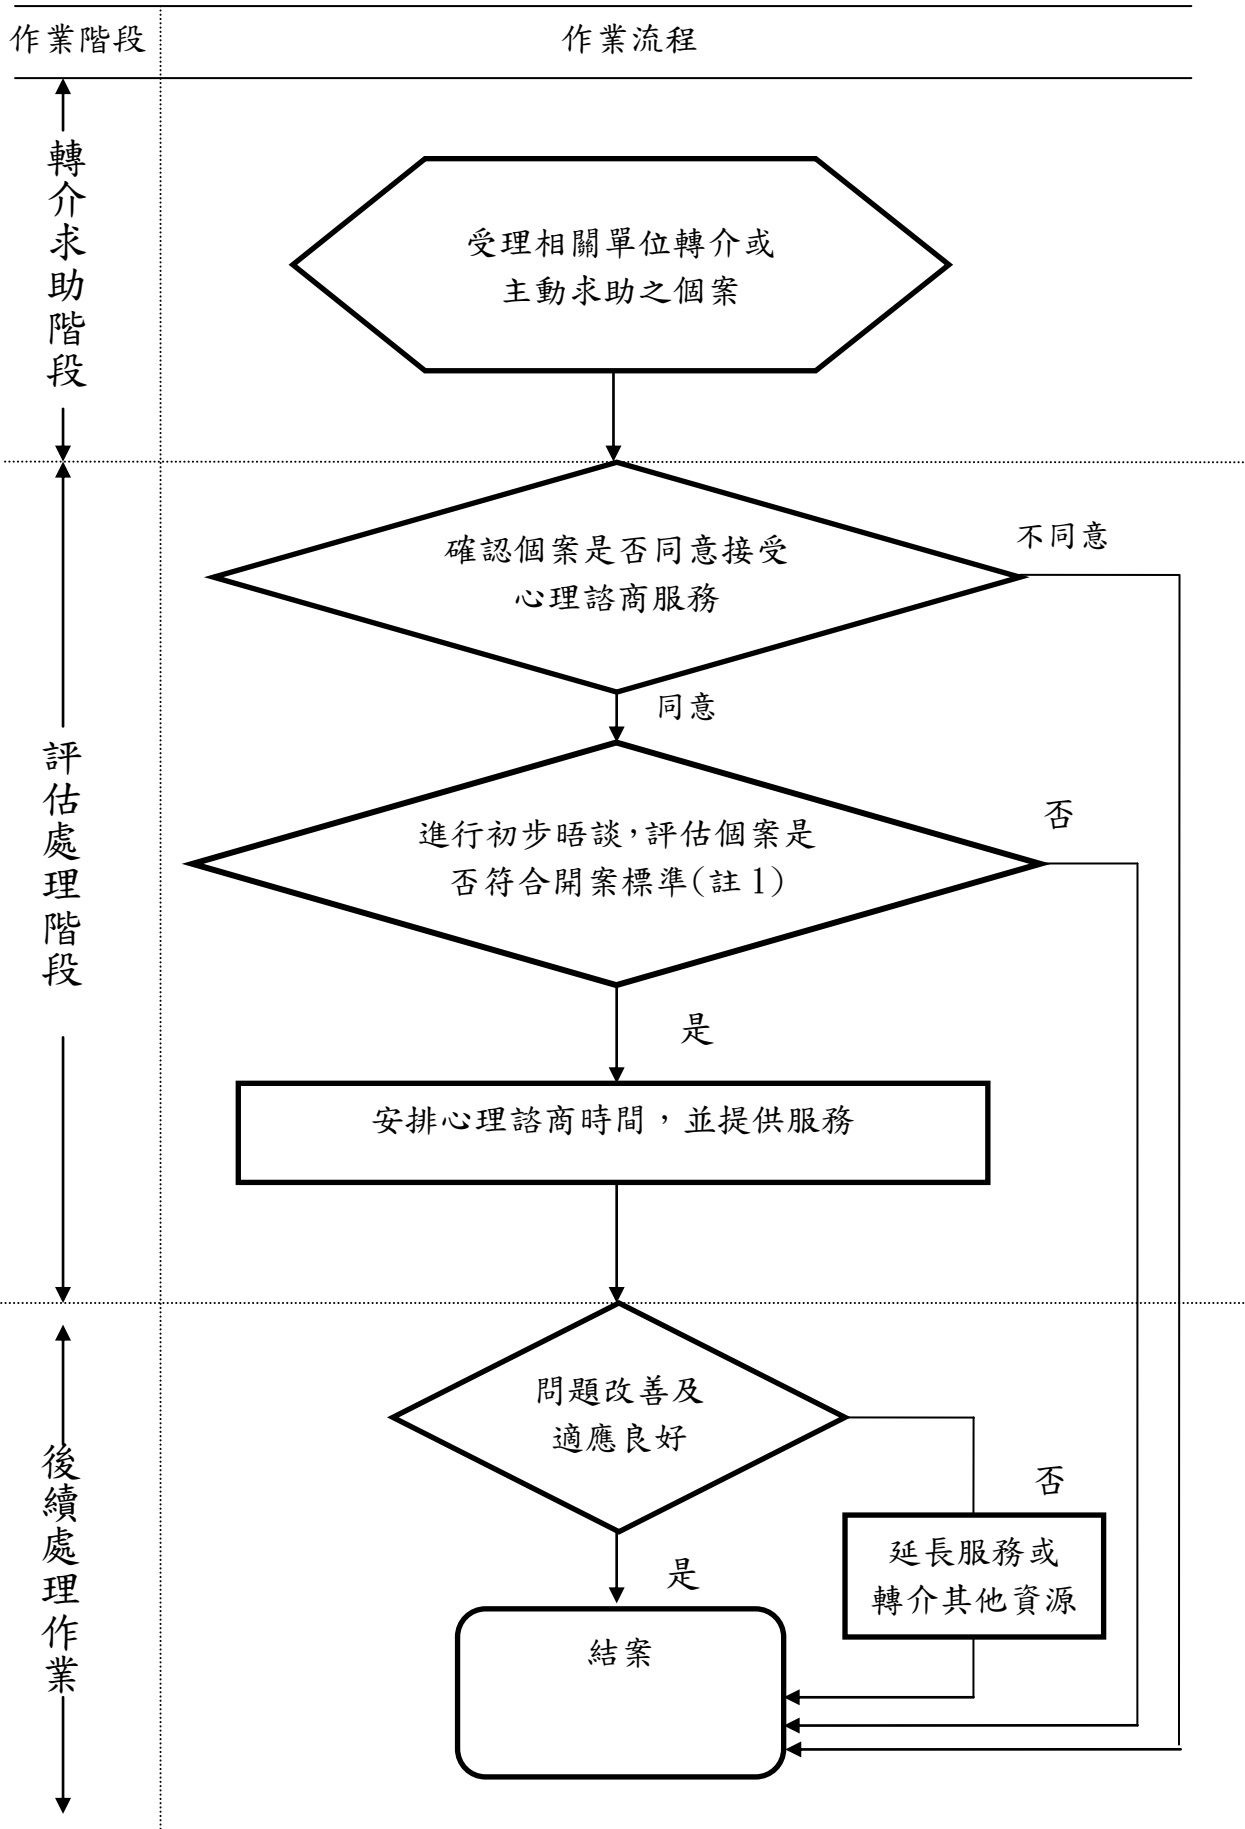 作業階段
作業流程
轉介求助階段
受理相關單位轉介或
主動求助之個案
評估處理階段
確認個案是否同意接受
心理諮商服務
不同意
同意
進行初步晤談,評估個案是
否符合開案標準(註1)
否
是
安排心理諮商時間，並提供服務
後續處理作業
問題改善及
適應良好
否
延長服務或
轉介其他資源
是
結案